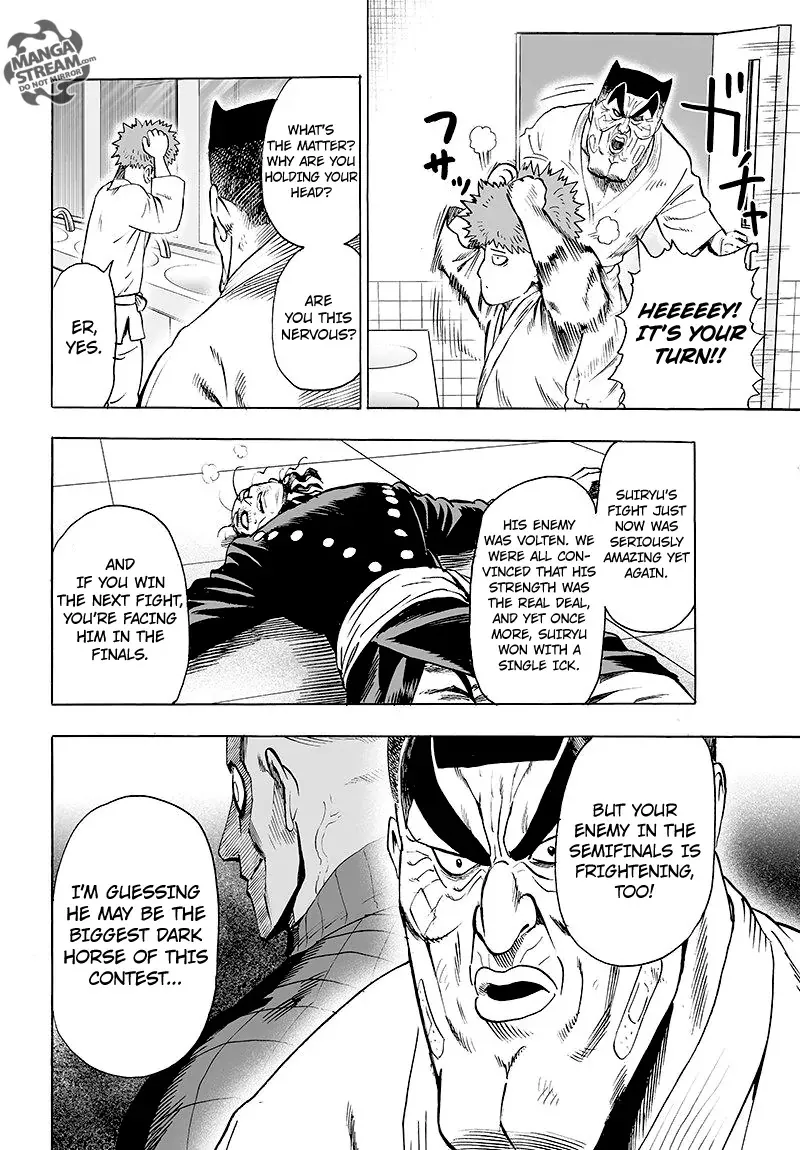 MANGA
STREAM.
DO NOT MIRROR
ガチャ
フサッ
HEEEEEY!
IT'S YOUR
TURN!!
WHAT'S
THE MATTER?
WHY ARE YOU
HOLDING YOUR
HEAD?
ARE
YOU THIS
NERVOUS?
ER,
YES.
SUIRYU'S
FIGHT JUST
NOW WAS
SERIOUSLY
AMAZING YET
AGAIN.
HIS ENEMY
WAS VOLTEN. WE
WERE ALL CON-
VINCED THAT HIS
STRENGTH WAS
THE REAL DEAL,
AND YET ONCE
MORE, SUIRYU
WON WITH A
SINGLE ICK.
AND
IF YOU WIN
THE NEXT FIGHT,
YOU'RE FACING
HIM IN THE
FINALS.
BUT YOUR
ENEMY IN THE
SEMIFINALS IS
FRIGHTENING,
TOO!
I'M GUESSING
HE MAY BE THE
BIGGEST DARK
HORSE OF THIS
CONTEST...